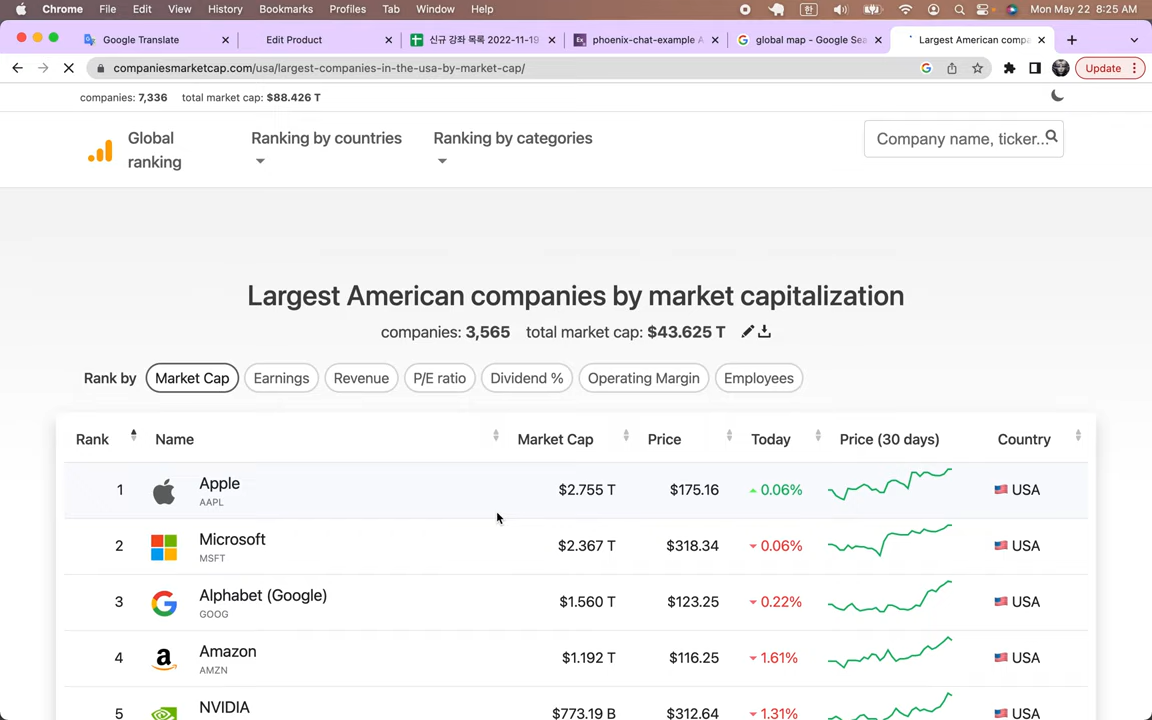 Chrome File Edit View History Bookmarks Profiles Tab Window Help 한 Mon May 22 8:25 AM
Google Translate Edit Product 신규 강좌 목록 2022-11-19 Ex phoenix-chat-example A global map - Google Sea Largest American compa
companiesmarketcap.com/usa/largest-companies-in-the-usa-by-market-cap/ Update
companies: 7,336 total market cap: $88.426 T
Global ranking
Ranking by countries Ranking by categories
Company name, ticker...
Largest American companies by market capitalization
companies: 3,565 total market cap: $43.625 T
Rank by Market Cap Earnings Revenue P/E ratio Dividend % Operating Margin Employees
Rank Name Market Cap Price Today Price (30 days) Country
1 Apple $2.755 T $175.16 0.06% USA
AAPL
2 Microsoft $2.367 T $318.34 0.06% USA
MSFT
3 Alphabet (Google) $1.560 T $123.25 0.22% USA
GOOG
4 Amazon $1.192 T $116.25 1.61% USA
AMZN
5 NVIDIA $773.19 B $312.64 1.31% USA